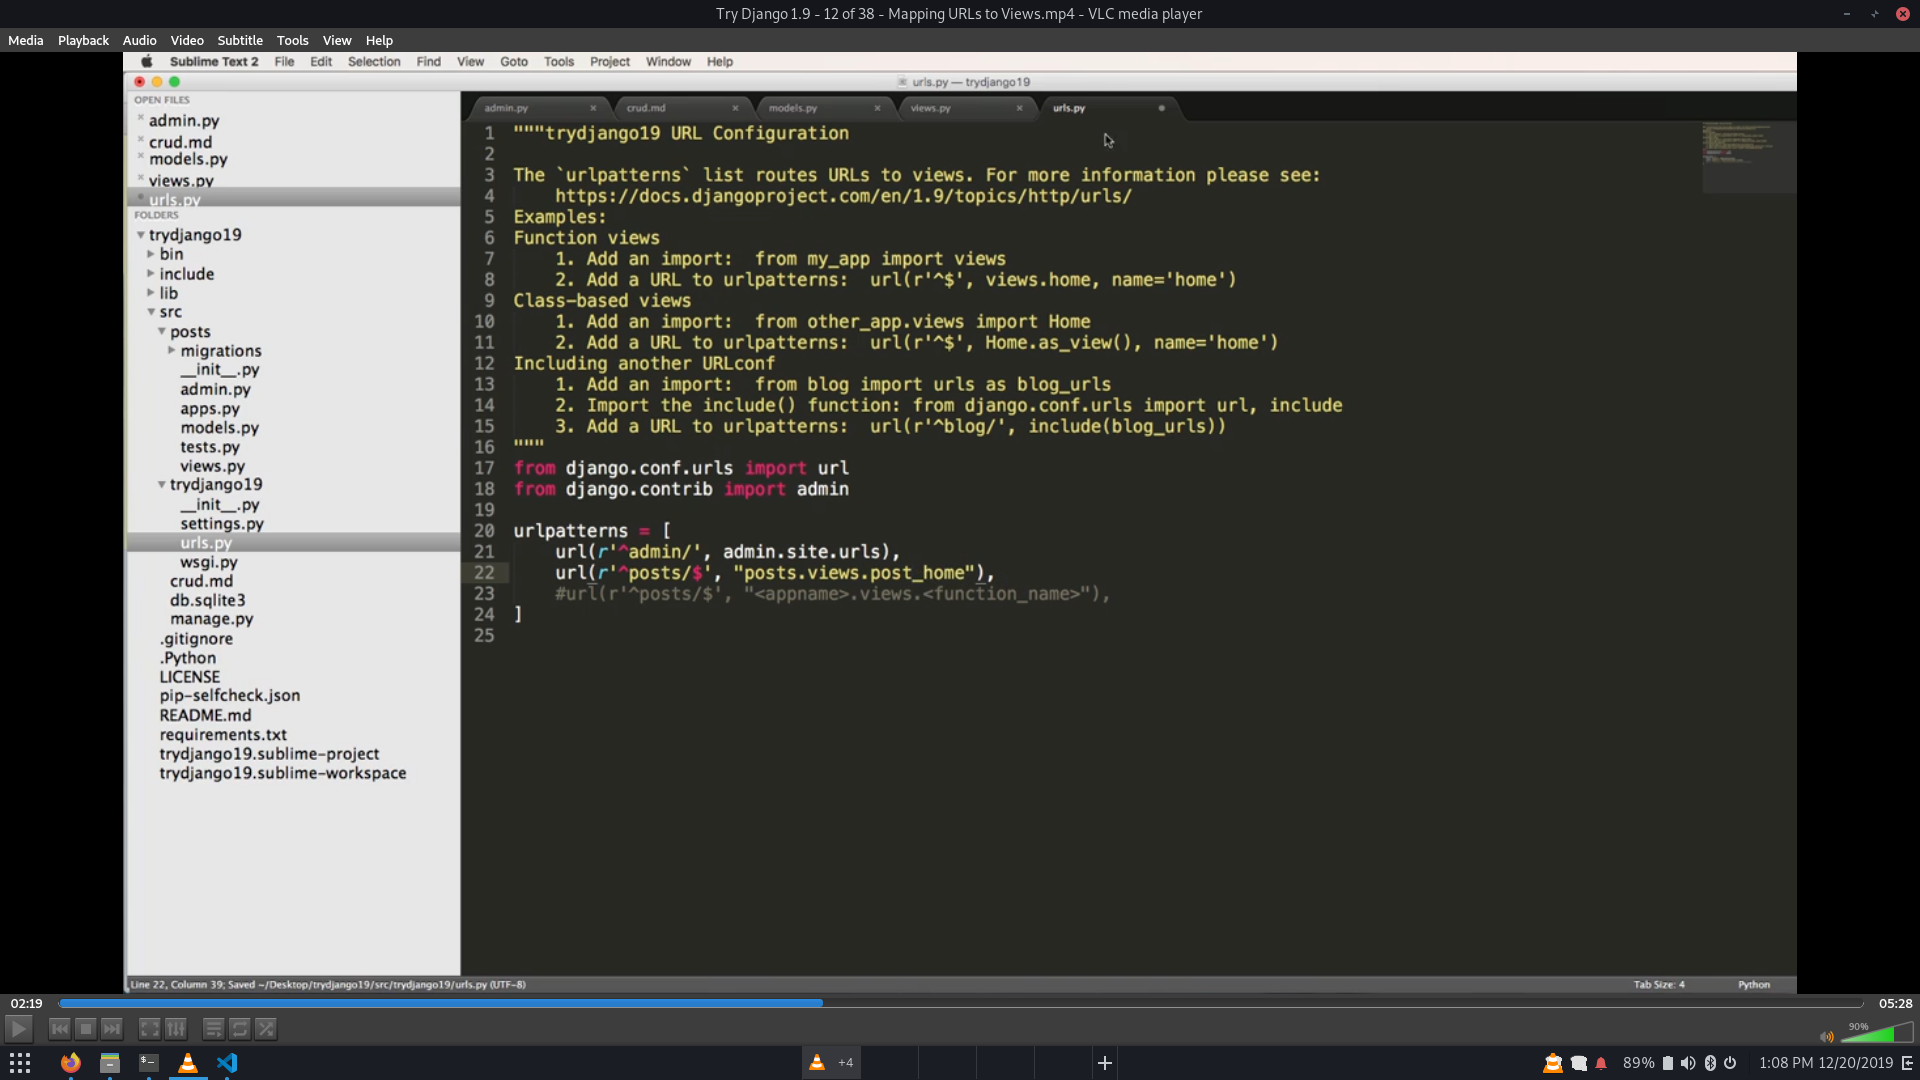 Try Django 1.9 - 12 of 38 - Mapping URLs to Views.mp4 - VLC media player
Media Playback Audio Video Subtitle Tools View Help
Sublime Text 2 File Edit Selection Find View Goto Tools Project Window Help
urls.py — trydjango19
OPEN FILES
admin.py
crud.md
models.py
views.py
urls.py
FOLDERS
trydjango19
bin
include
lib
src
posts
migrations
__init__.py
admin.py
apps.py
models.py
tests.py
views.py
trydjango19
__init__.py
settings.py
urls.py
wsgi.py
crud.md
db.sqlite3
manage.py
.gitignore
.Python
LICENSE
pip-selfcheck.json
README.md
requirements.txt
trydjango19.sublime-project
trydjango19.sublime-workspace
admin.py crud.md models.py views.py urls.py
1 """trydjango19 URL Configuration
2
3 The `urlpatterns` list routes URLs to views. For more information please see:
4 https://docs.djangoproject.com/en/1.9/topics/http/urls/
5 Examples:
6 Function views
7 1. Add an import:  from my_app import views
8 2. Add a URL to urlpatterns:  url(r'^$', views.home, name='home')
9 Class-based views
10 1. Add an import:  from other_app.views import Home
11 2. Add a URL to urlpatterns:  url(r'^$', Home.as_view(), name='home')
12 Including another URLconf
13 1. Add an import:  from blog import urls as blog_urls
14 2. Import the include() function: from django.conf.urls import url, include
15 3. Add a URL to urlpatterns:  url(r'^blog/', include(blog_urls))
16 """
17 from django.conf.urls import url
18 from django.contrib import admin
19
20 urlpatterns = [
21 url(r'^admin/', admin.site.urls),
22 url(r'^posts/$', "posts.views.post_home"),
23 #url(r'^posts/$', "<appname>.views.<function_name>"),
24 ]
25
Line 22, Column 39; Saved ~/Desktop/trydjango19/src/trydjango19/urls.py (UTF-8) Tab Size: 4 Python
02:19 05:28
90%
+4 89% 1:08 PM 12/20/2019